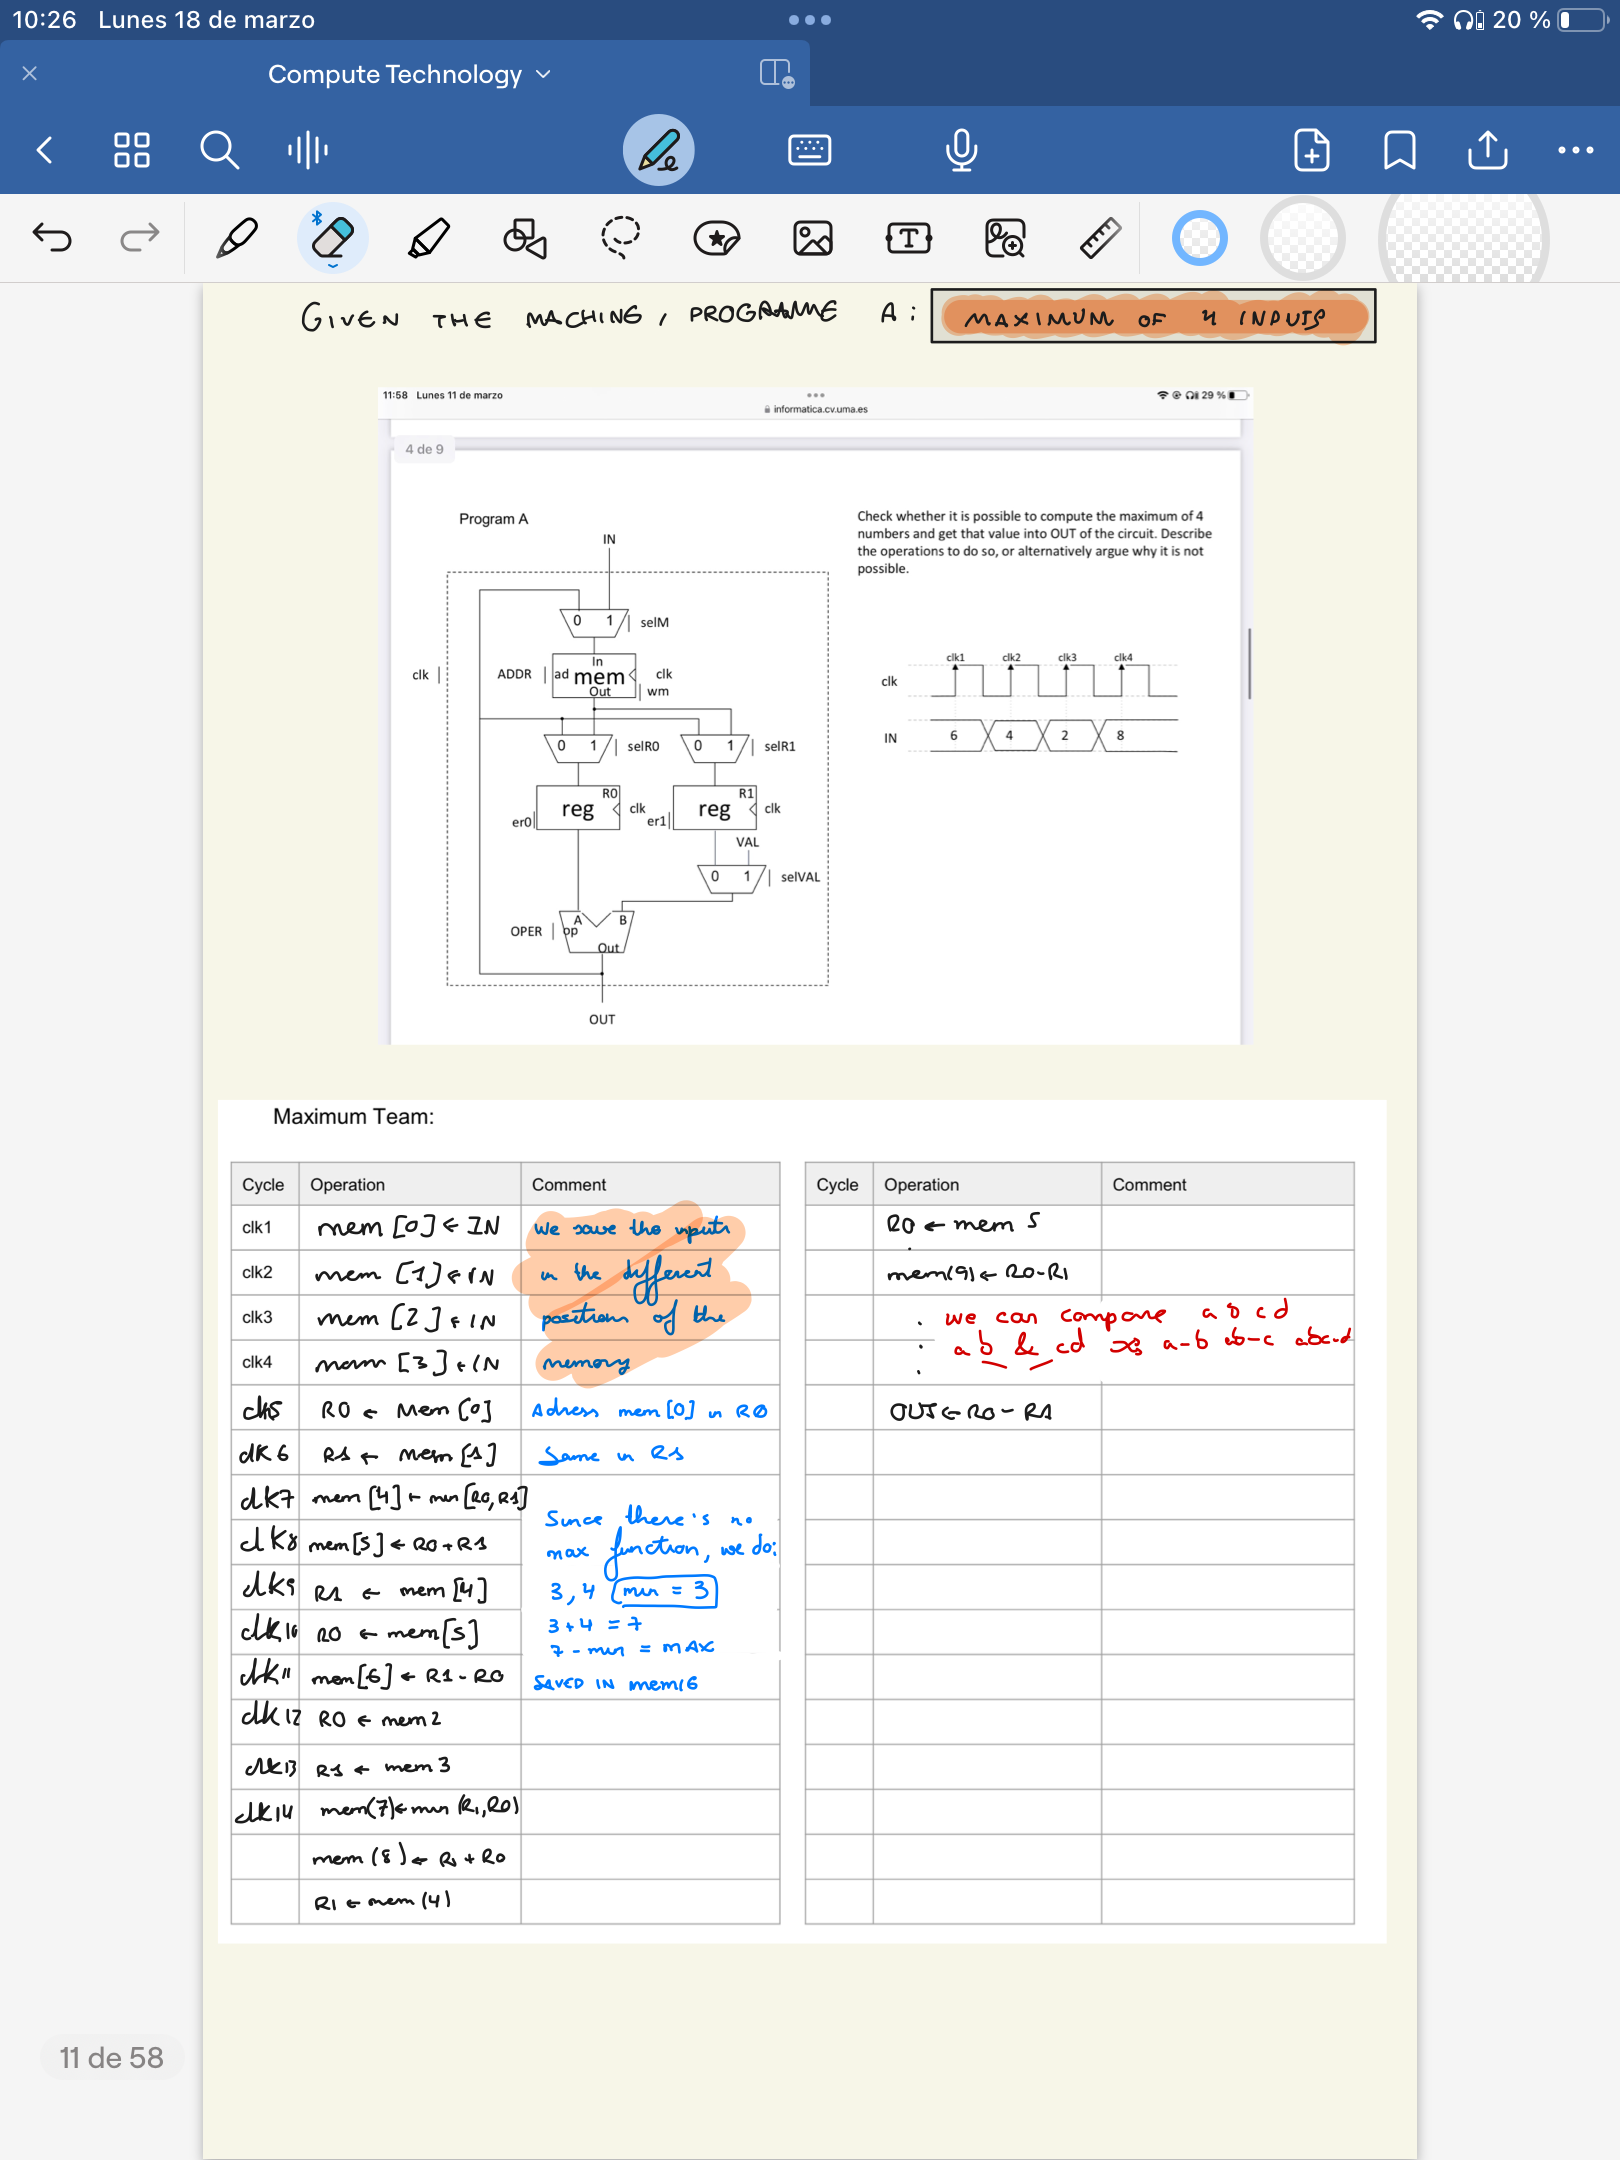 10:26 Lunes 18 de marzo
20 %
Compute Technology
GIVEN THE MACHING, PROGRAMME A: MAXIMUM OF 4 INPUTS
11:58 Lunes 11 de marzo
29 %
informatica.cv.uma.es
4 de 9
Program A
Check whether it is possible to compute the maximum of 4
numbers and get that value into OUT of the circuit. Describe
the operations to do so, or alternatively argue why it is not
possible.
IN
0 1 selM
clk
ADDR ad In mem Out clk wm
0 1 selR0 0 1 selR1
R0 reg clk er0
R1 reg clk er1
VAL
0 1 selVAL
OPER op A B Out
OUT
clk1 clk2 clk3 clk4
clk
IN 6 4 2 8
Maximum Team:
Cycle Operation Comment
clk1 mem [0] ← IN We save the inputs
clk2 mem [1] ← IN in the different
clk3 mem [2] ← IN positions of the
clk4 mem [3] ← IN memory
clk5 R0 ← Mem [0] Adress mem [0] in R0
clk 6 R1 ← Mem [1] Same in R1
clk7 mem [4] ← min [R0, R1]
Since there's no
clk8 mem [5] ← R0 + R1
max function, we do:
clk9 R1 ← mem [4]
3, 4 min = 3
clk10 R0 ← mem [5]
3 + 4 = 7
7 - min = MAX
clk11 mem [6] ← R1 - R0 SAVED IN mem 6
clk12 R0 ← mem 2
clk13 R1 ← mem 3
clk14 mem(7) ← min (R1, R0)
mem (8) ← R1 + R0
R1 ← mem (4)
Cycle Operation Comment
R0 ← mem 5
mem(9) ← R0-R1
we can compare a b c d
ab & cd a-b ab-c abc-d
OUT ← R0 - R1
11 de 58